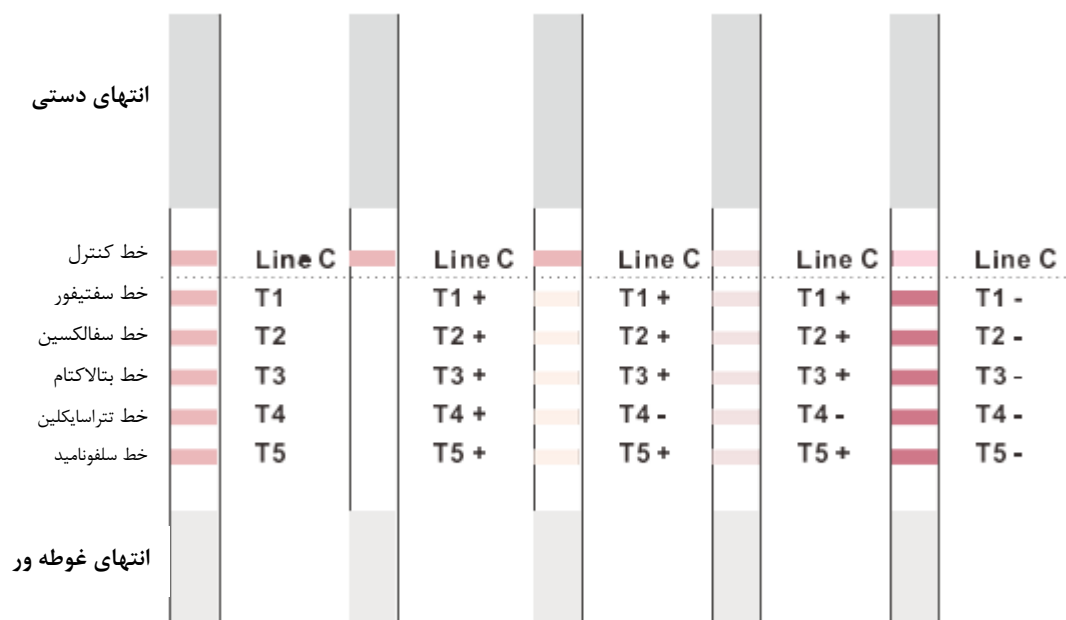 انتهای دستی
خط کنترل Line C Line C Line C Line C Line C
خط سفتیفور T1 T1 + T1 + T1 + T1 -
خط سفالکسین T2 T2 + T2 + T2 + T2 -
خط بتالاکتام T3 T3 + T3 + T3 + T3 -
خط تتراسایکلین T4 T4 + T4 - T4 - T4 -
خط سلفونامید T5 T5 + T5 + T5 + T5 -
انتهای غوطه ور